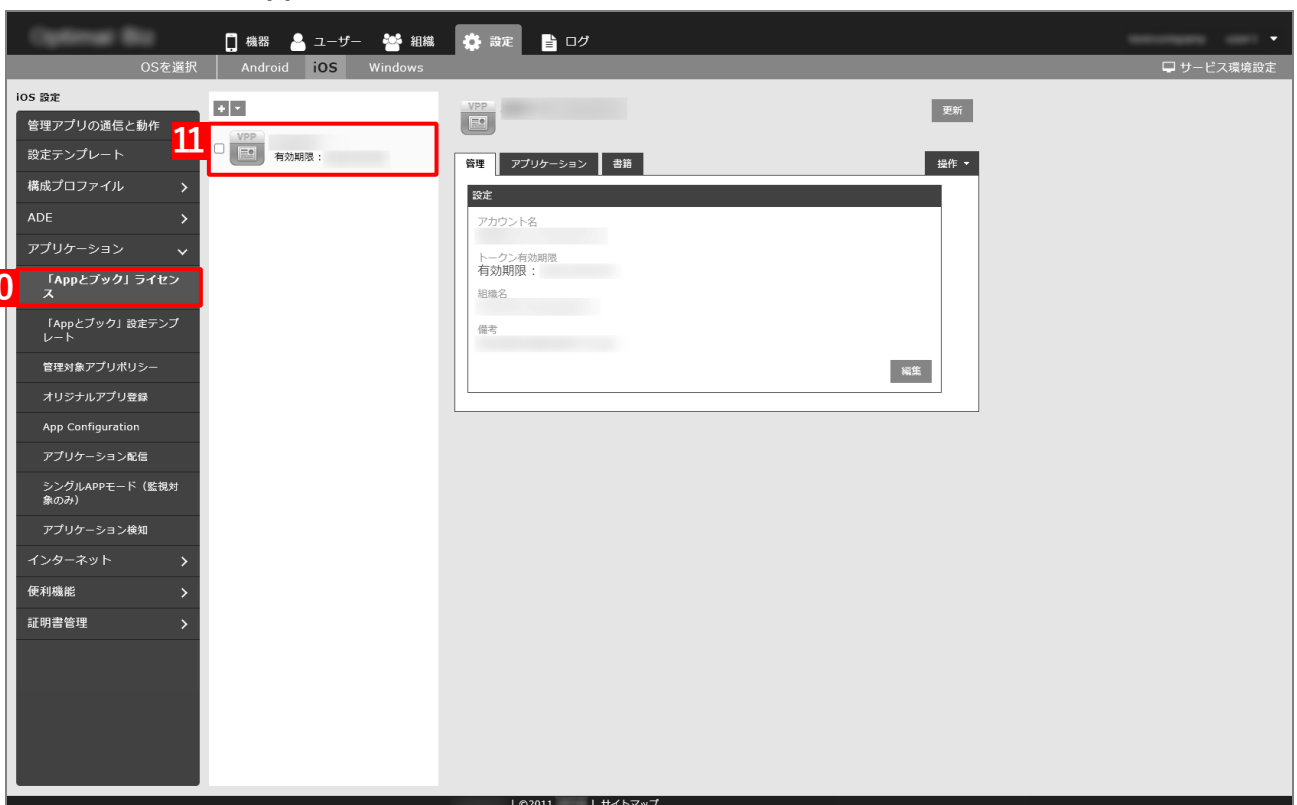 機器
ユーザー
組織
設定
ログ
OSを選択
Android
iOS
Windows
サービス環境設定
iOS 設定
管理アプリの通信と動作
設定テンプレート
構成プロファイル
ADE
アプリケーション
0
「Appとブック」ライセン
ス
「Appとブック」設定テンプ
レート
管理対象アプリポリシー
オリジナルアプリ登録
App Configuration
アプリケーション配信
シングルAPPモード（監視対
象のみ）
アプリケーション検知
インターネット
便利機能
証明書管理
11
VPP
有効期限：
VPP
更新
管理
アプリケーション
書籍
操作
設定
アカウント名
トークン有効期限
有効期限：
組織名
備考
編集
| ©2011
| サイトマップ